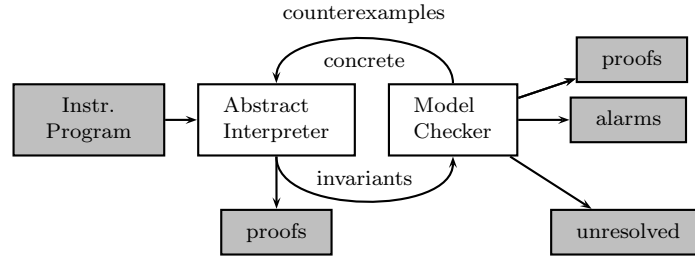 counterexamples
concrete
proofs
Instr.
Program
Abstract
Interpreter
Model
Checker
alarms
invariants
proofs
unresolved